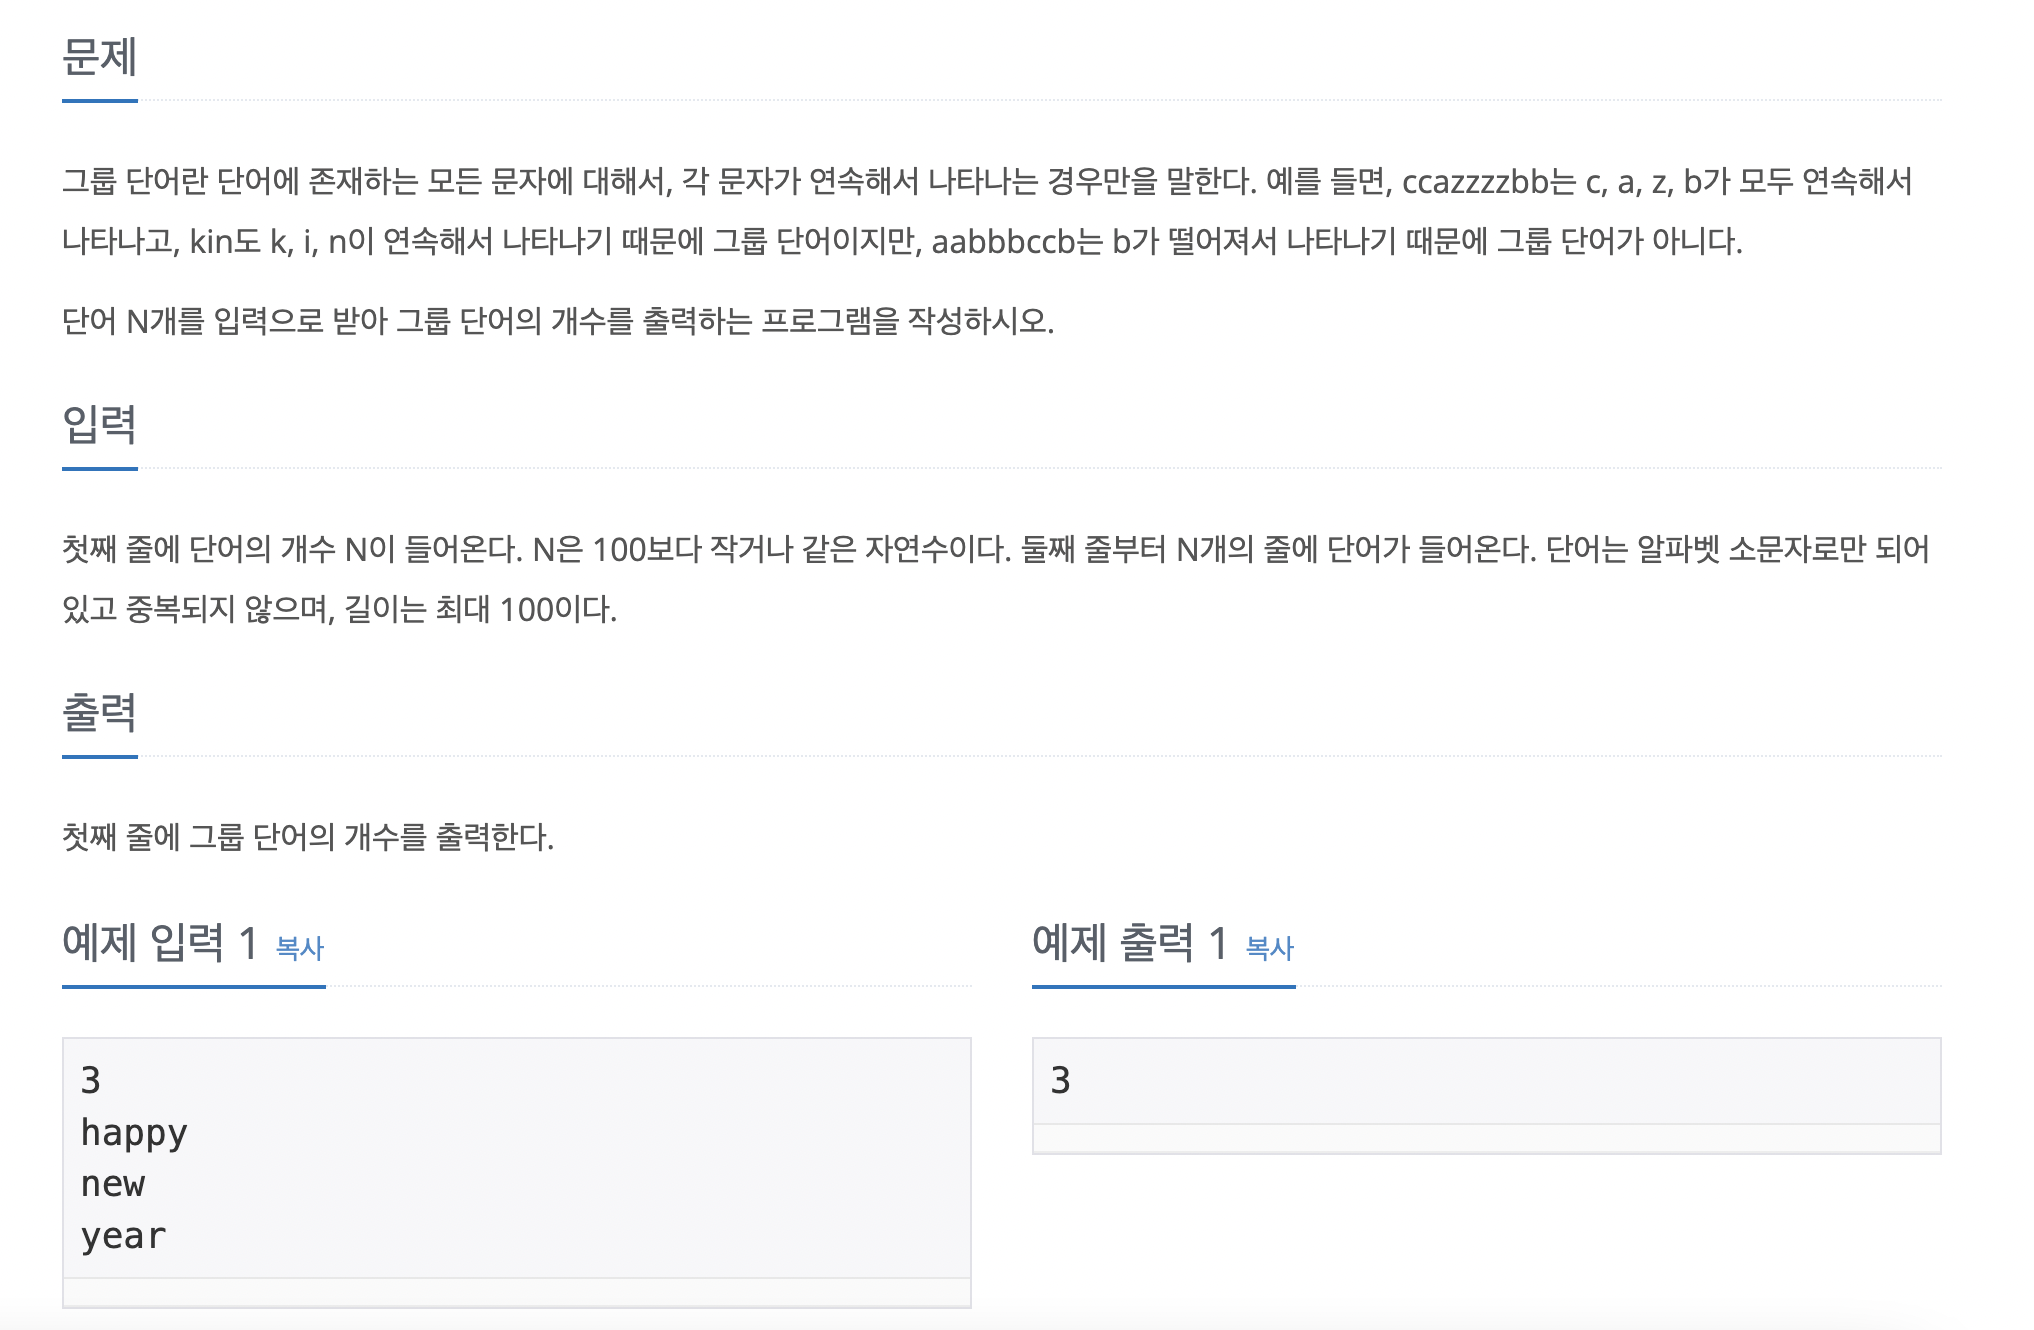 문제
그룹 단어란 단어에 존재하는 모든 문자에 대해서, 각 문자가 연속해서 나타나는 경우만을 말한다. 예를 들면, ccazzzzbb는 c, a, z, b가 모두 연속해서
나타나고, kin도 k, i, n이 연속해서 나타나기 때문에 그룹 단어이지만, aabbbccb는 b가 떨어져서 나타나기 때문에 그룹 단어가 아니다.
단어 N개를 입력으로 받아 그룹 단어의 개수를 출력하는 프로그램을 작성하시오.
입력
첫째 줄에 단어의 개수 N이 들어온다. N은 100보다 작거나 같은 자연수이다. 둘째 줄부터 N개의 줄에 단어가 들어온다. 단어는 알파벳 소문자로만 되어
있고 중복되지 않으며, 길이는 최대 100이다.
출력
첫째 줄에 그룹 단어의 개수를 출력한다.
예제 입력 1 복사
3
happy
new
year
예제 출력 1 복사
3